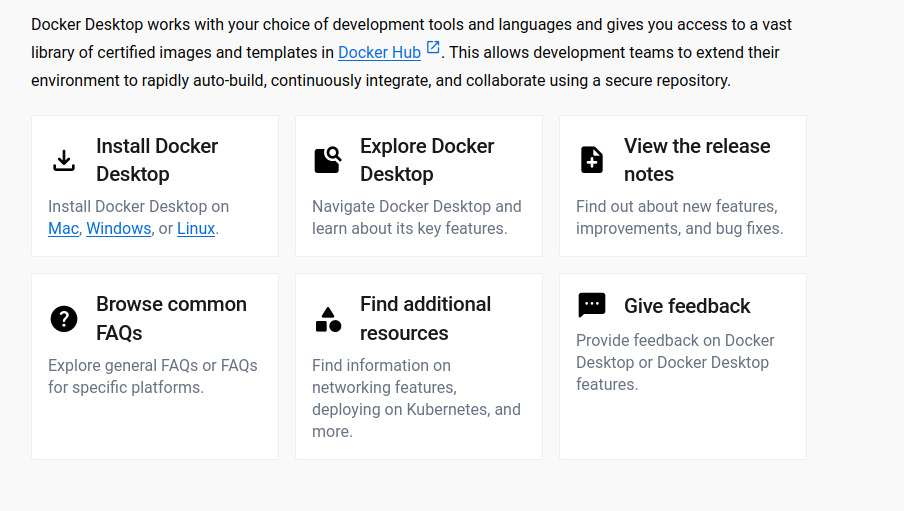 Docker Desktop works with your choice of development tools and languages and gives you access to a vast
library of certified images and templates in Docker Hub. This allows development teams to extend their
environment to rapidly auto-build, continuously integrate, and collaborate using a secure repository.
Install Docker
Desktop
Install Docker Desktop on
Mac, Windows, or Linux.
Explore Docker
Desktop
Navigate Docker Desktop and
learn about its key features.
View the release
notes
Find out about new features,
improvements, and bug fixes.
Browse common
FAQs
Explore general FAQs or FAQs
for specific platforms.
Find additional
resources
Find information on
networking features,
deploying on Kubernetes, and
more.
Give feedback
Provide feedback on Docker
Desktop or Docker Desktop
features.